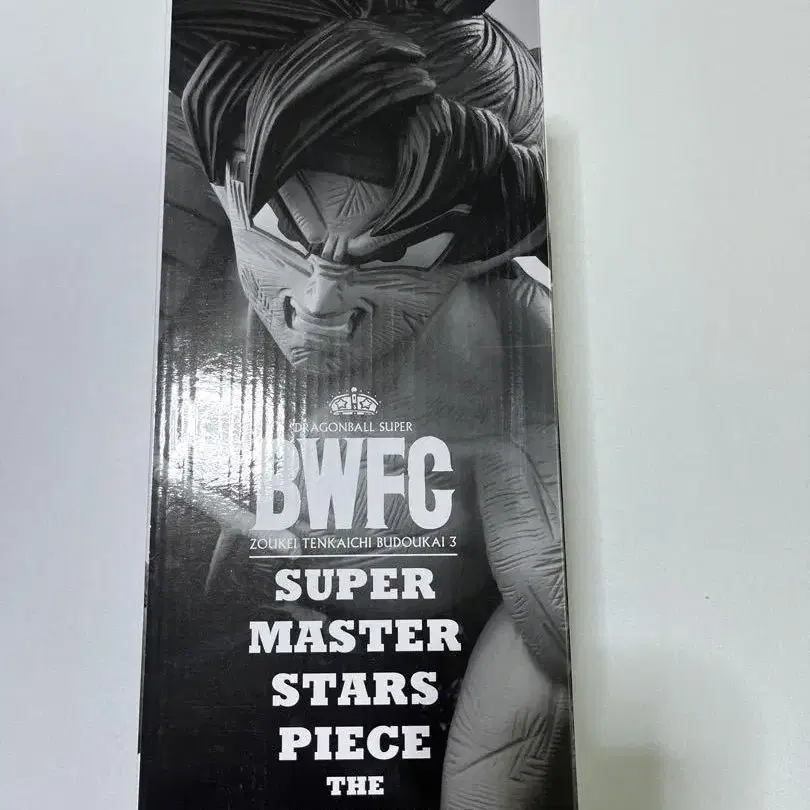 DRAGONBALL SUPER
BWFC
ZOUKEI TENKAICHI BUDOUKAI 3
SUPER
MASTER
STARS
PIECE
THE